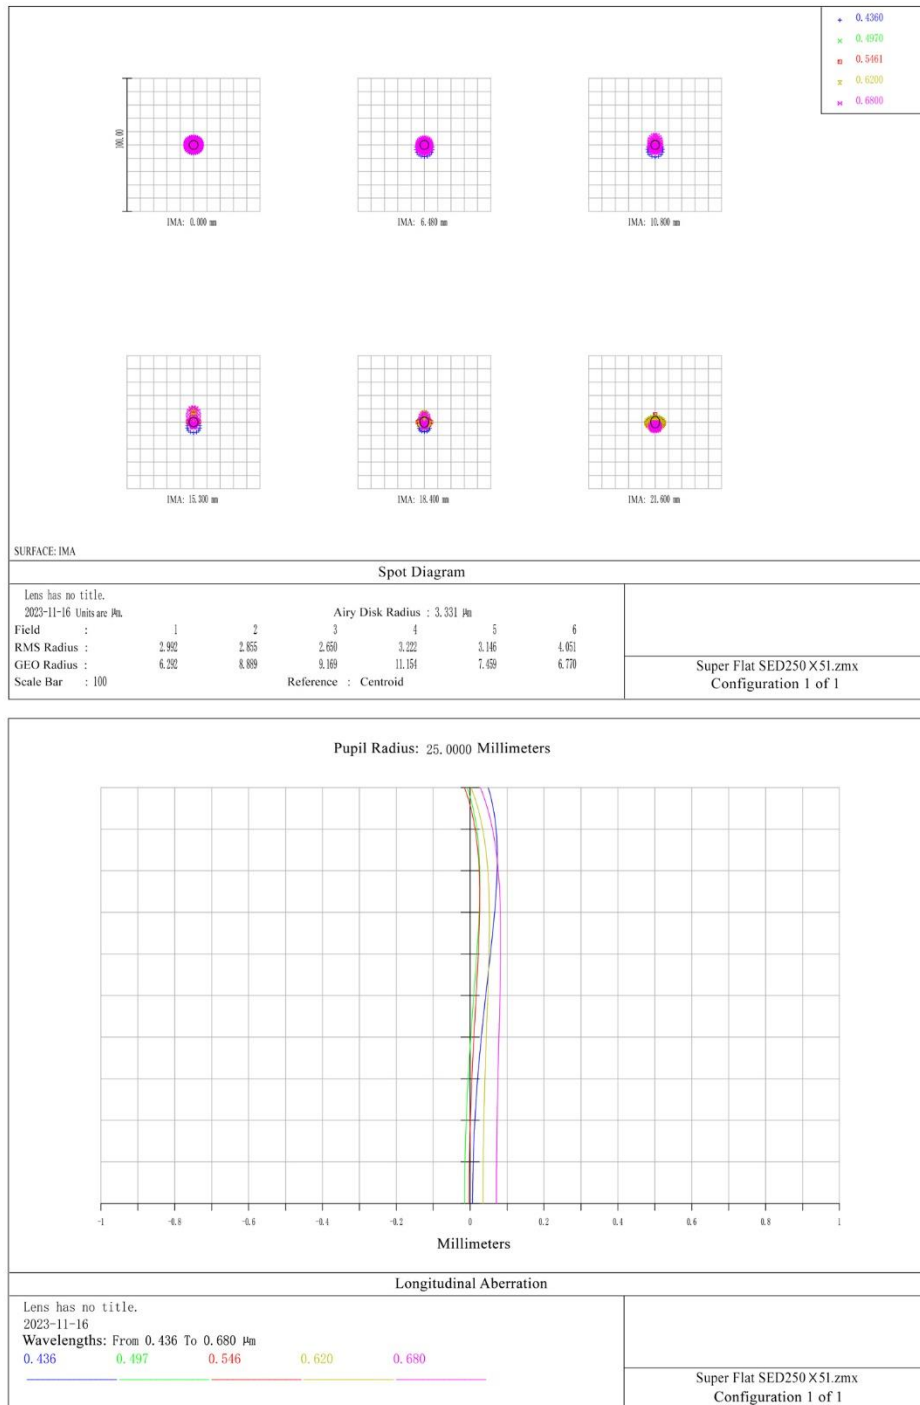 0.4360
0.4970
0.5461
0.6200
0.6800
100.00
IMA: 0.000 mm
IMA: 6.480 mm
IMA: 10.800 mm
IMA: 15.300 mm
IMA: 18.400 mm
IMA: 21.600 mm
SURFACE: IMA
Spot Diagram
Lens has no title.
2023-11-16 Units are µm. Airy Disk Radius : 3.331 µm
Field : 1 2 3 4 5 6
RMS Radius : 2.992 2.855 2.650 3.222 3.146 4.051
GEO Radius : 6.292 8.889 9.169 11.154 7.459 6.770
Scale Bar : 100 Reference : Centroid
Super Flat SED250×51.zmx
Configuration 1 of 1
Pupil Radius: 25.0000 Millimeters
-1 -0.8 -0.6 -0.4 -0.2 0 0.2 0.4 0.6 0.8 1
Millimeters
Longitudinal Aberration
Lens has no title.
2023-11-16
Wavelengths: From 0.436 To 0.680 µm
0.436 0.497 0.546 0.620 0.680
Super Flat SED250×51.zmx
Configuration 1 of 1